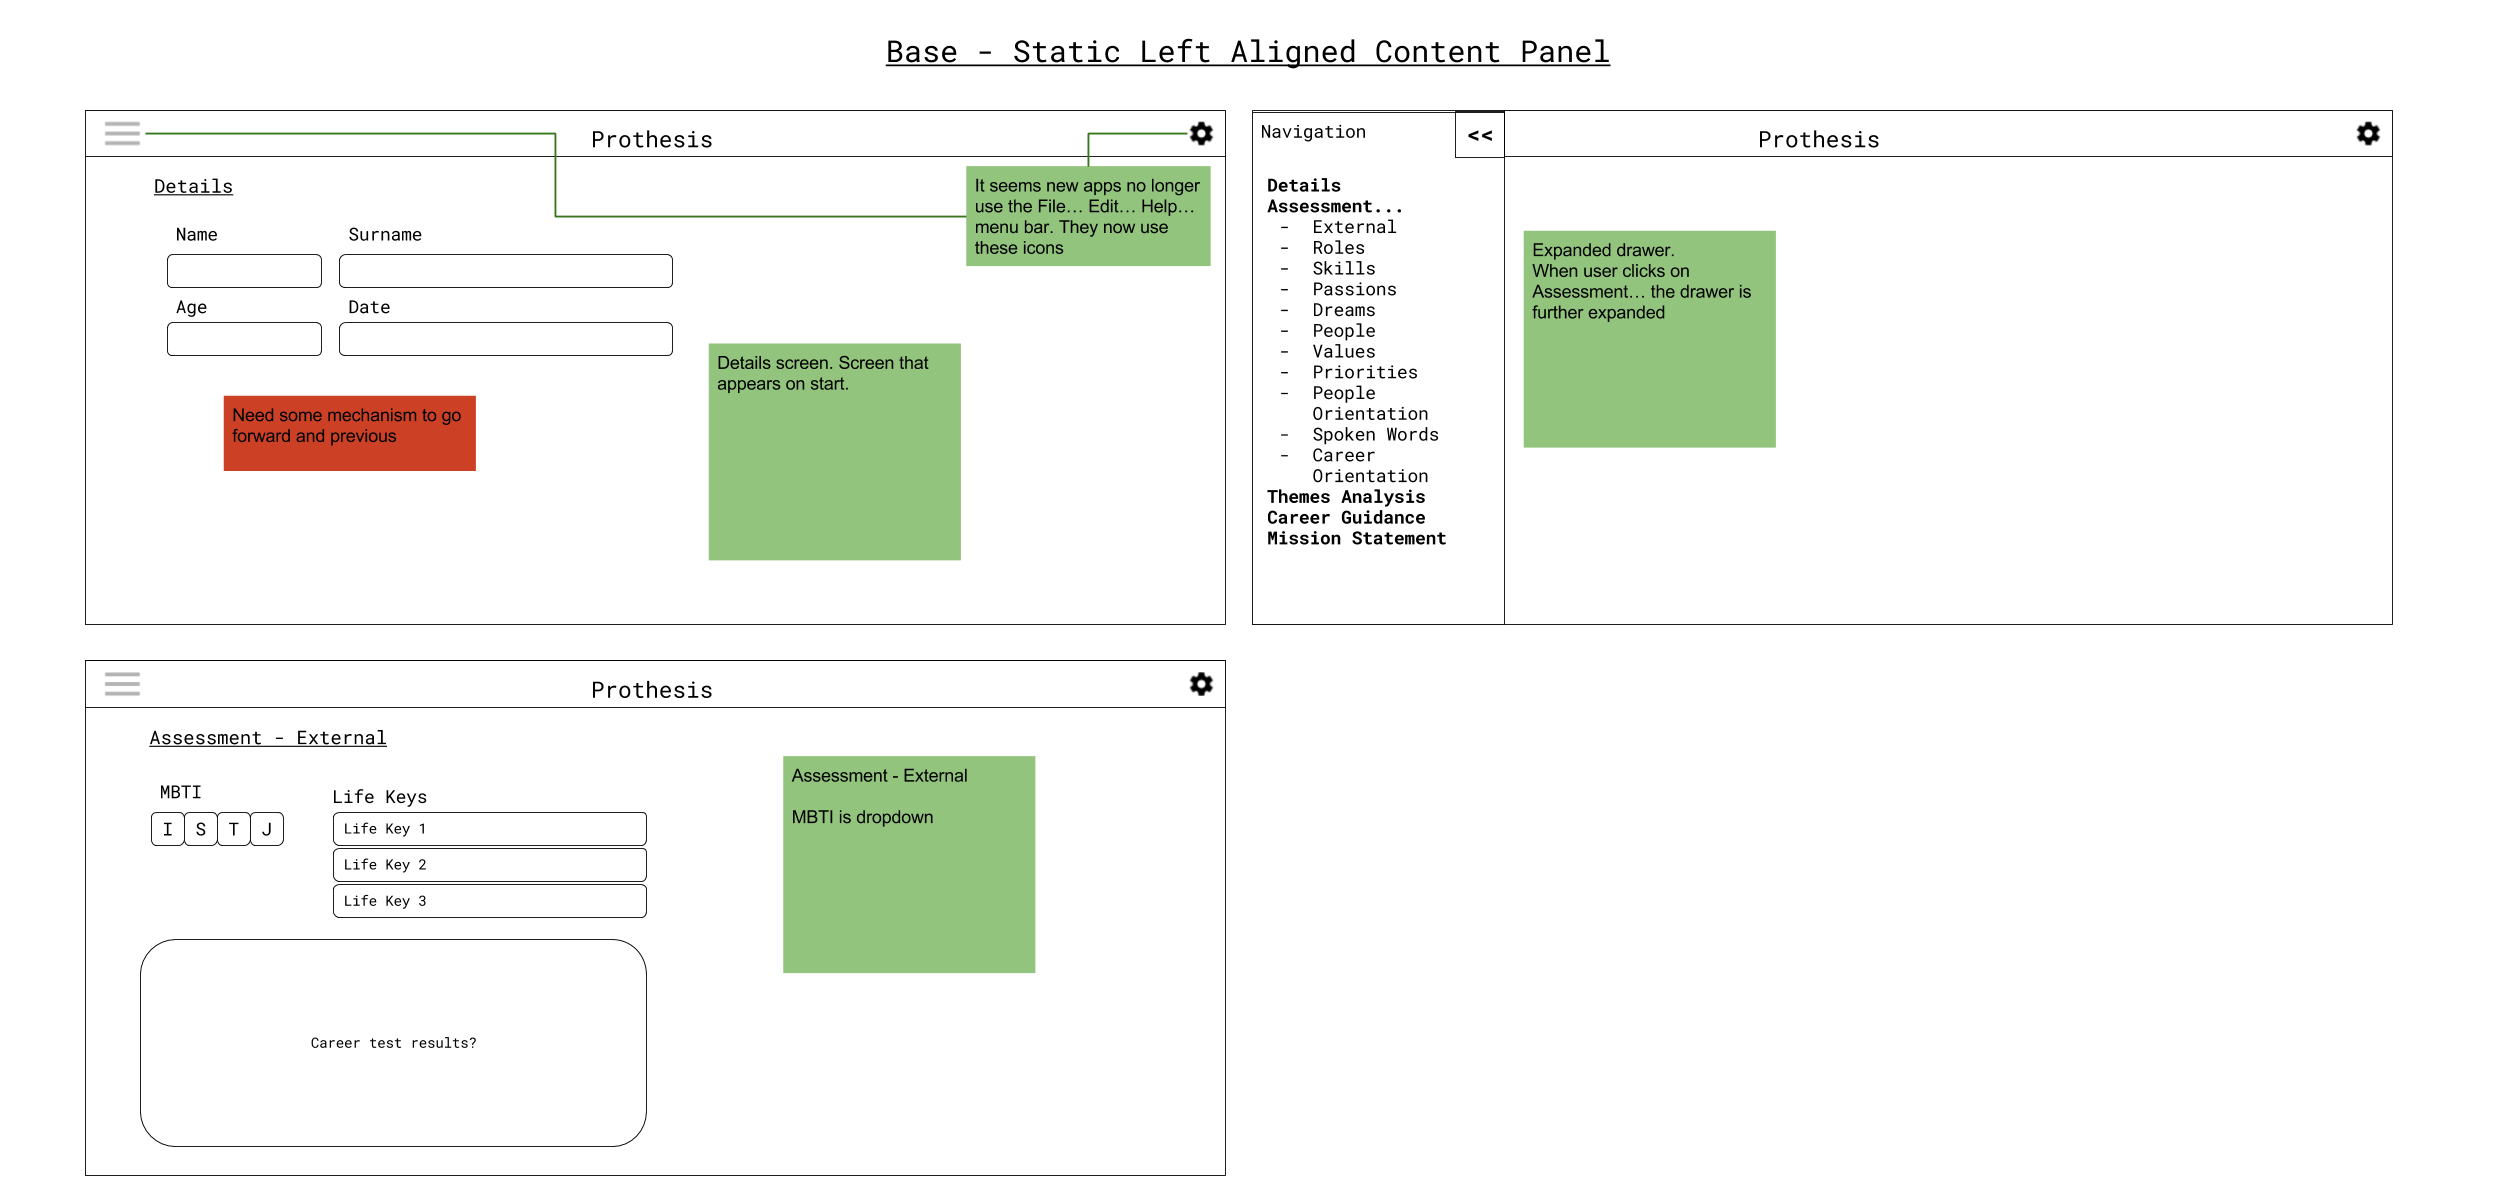 Base - Static Left Aligned Content Panel
Prothesis
Details
Name Surname
Age Date
Need some mechanism to go
forward and previous
Details screen. Screen that
appears on start.
It seems new apps no longer
use the File… Edit… Help…
menu bar. They now use
these icons
Navigation
<<
Prothesis
Details
Assessment...
- External
- Roles
- Skills
- Passions
- Dreams
- People
- Values
- Priorities
- People
Orientation
- Spoken Words
- Career
Orientation
Themes Analysis
Career Guidance
Mission Statement
Expanded drawer.
When user clicks on
Assessment… the drawer is
further expanded
Prothesis
Assessment - External
MBTI
I S T J
Life Keys
Life Key 1
Life Key 2
Life Key 3
Career test results?
Assessment - External
MBTI is dropdown